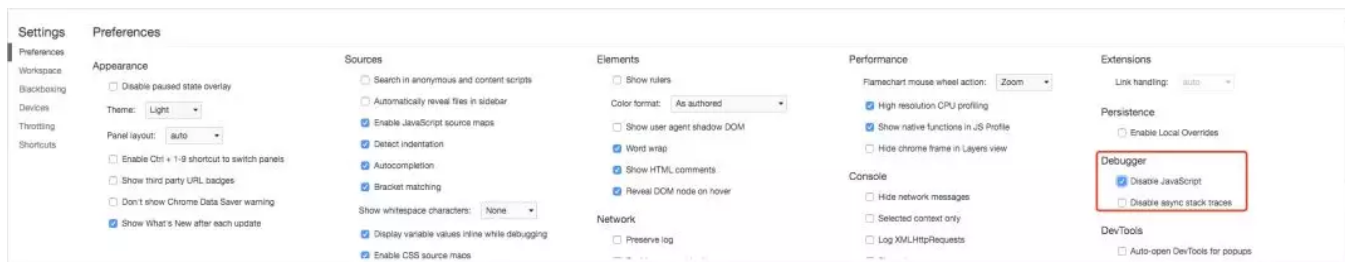 Settings
Preferences
Workspace
Blackboxing
Devices
Throttling
Shortcuts
Preferences
Appearance
Disable paused state overlay
Theme: Light
Panel layout: auto
Enable Ctrl + 1-9 shortcut to switch panels
Show third party URL badges
Don't show Chrome Data Saver warning
Show What's New after each update
Sources
Search in anonymous and content scripts
Automatically reveal files in sidebar
Enable JavaScript source maps
Detect indentation
Autocompletion
Bracket matching
Show whitespace characters: None
Display variable values inline while debugging
Enable CSS source maps
Elements
Show rulers
Color format: As authored
Show user agent shadow DOM
Word wrap
Show HTML comments
Reveal DOM node on hover
Network
Preserve log
Performance
Flamechart mouse wheel action: Zoom
High resolution CPU profiling
Show native functions in JS Profile
Hide chrome frame in Layers view
Console
Hide network messages
Selected context only
Log XMLHttpRequests
Extensions
Link handling: auto
Persistence
Enable Local Overrides
Debugger
Disable JavaScript
Disable async stack traces
DevTools
Auto-open DevTools for popups